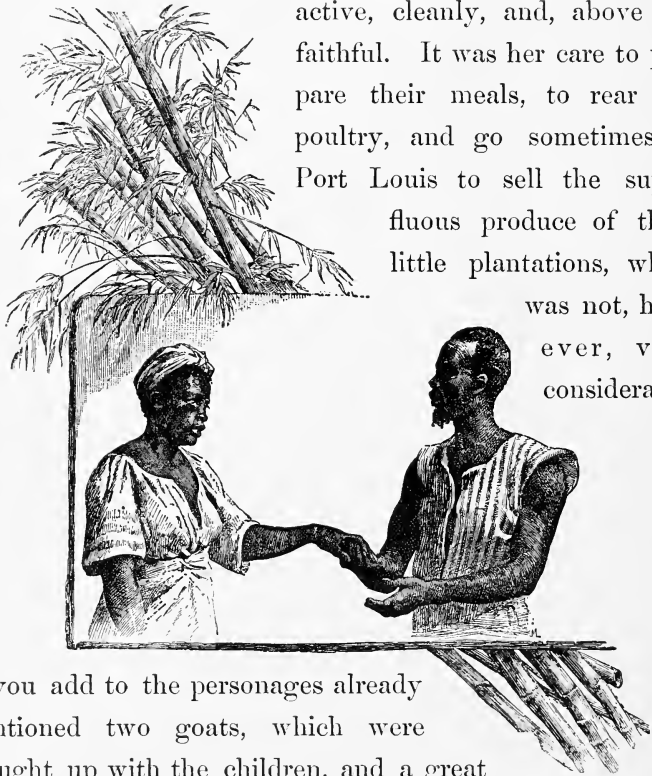 active, cleanly, and, above
faithful. It was her care to
pare their meals, to rear
poultry, and go sometimes
Port Louis to sell the su
fluous produce of th
little plantations, wh
was not, h
ever, v
considera
you add to the personages already
ntioned two goats, which were
ught up with the children, and a great